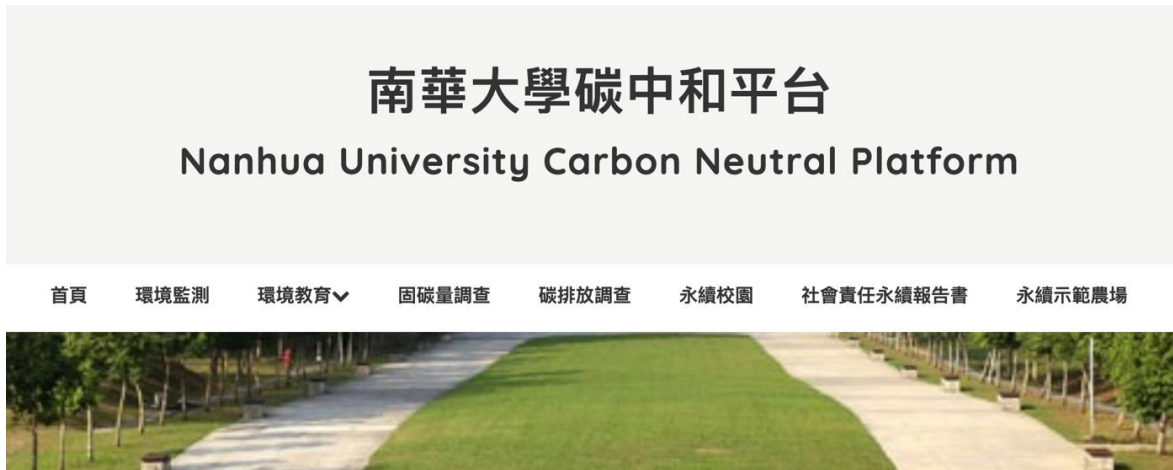 南華大學碳中和平台
Nanhua University Carbon Neutral Platform
首頁 環境監測 環境教育 固碳量調查 碳排放調查 永續校園 社會責任永續報告書 永續示範農場